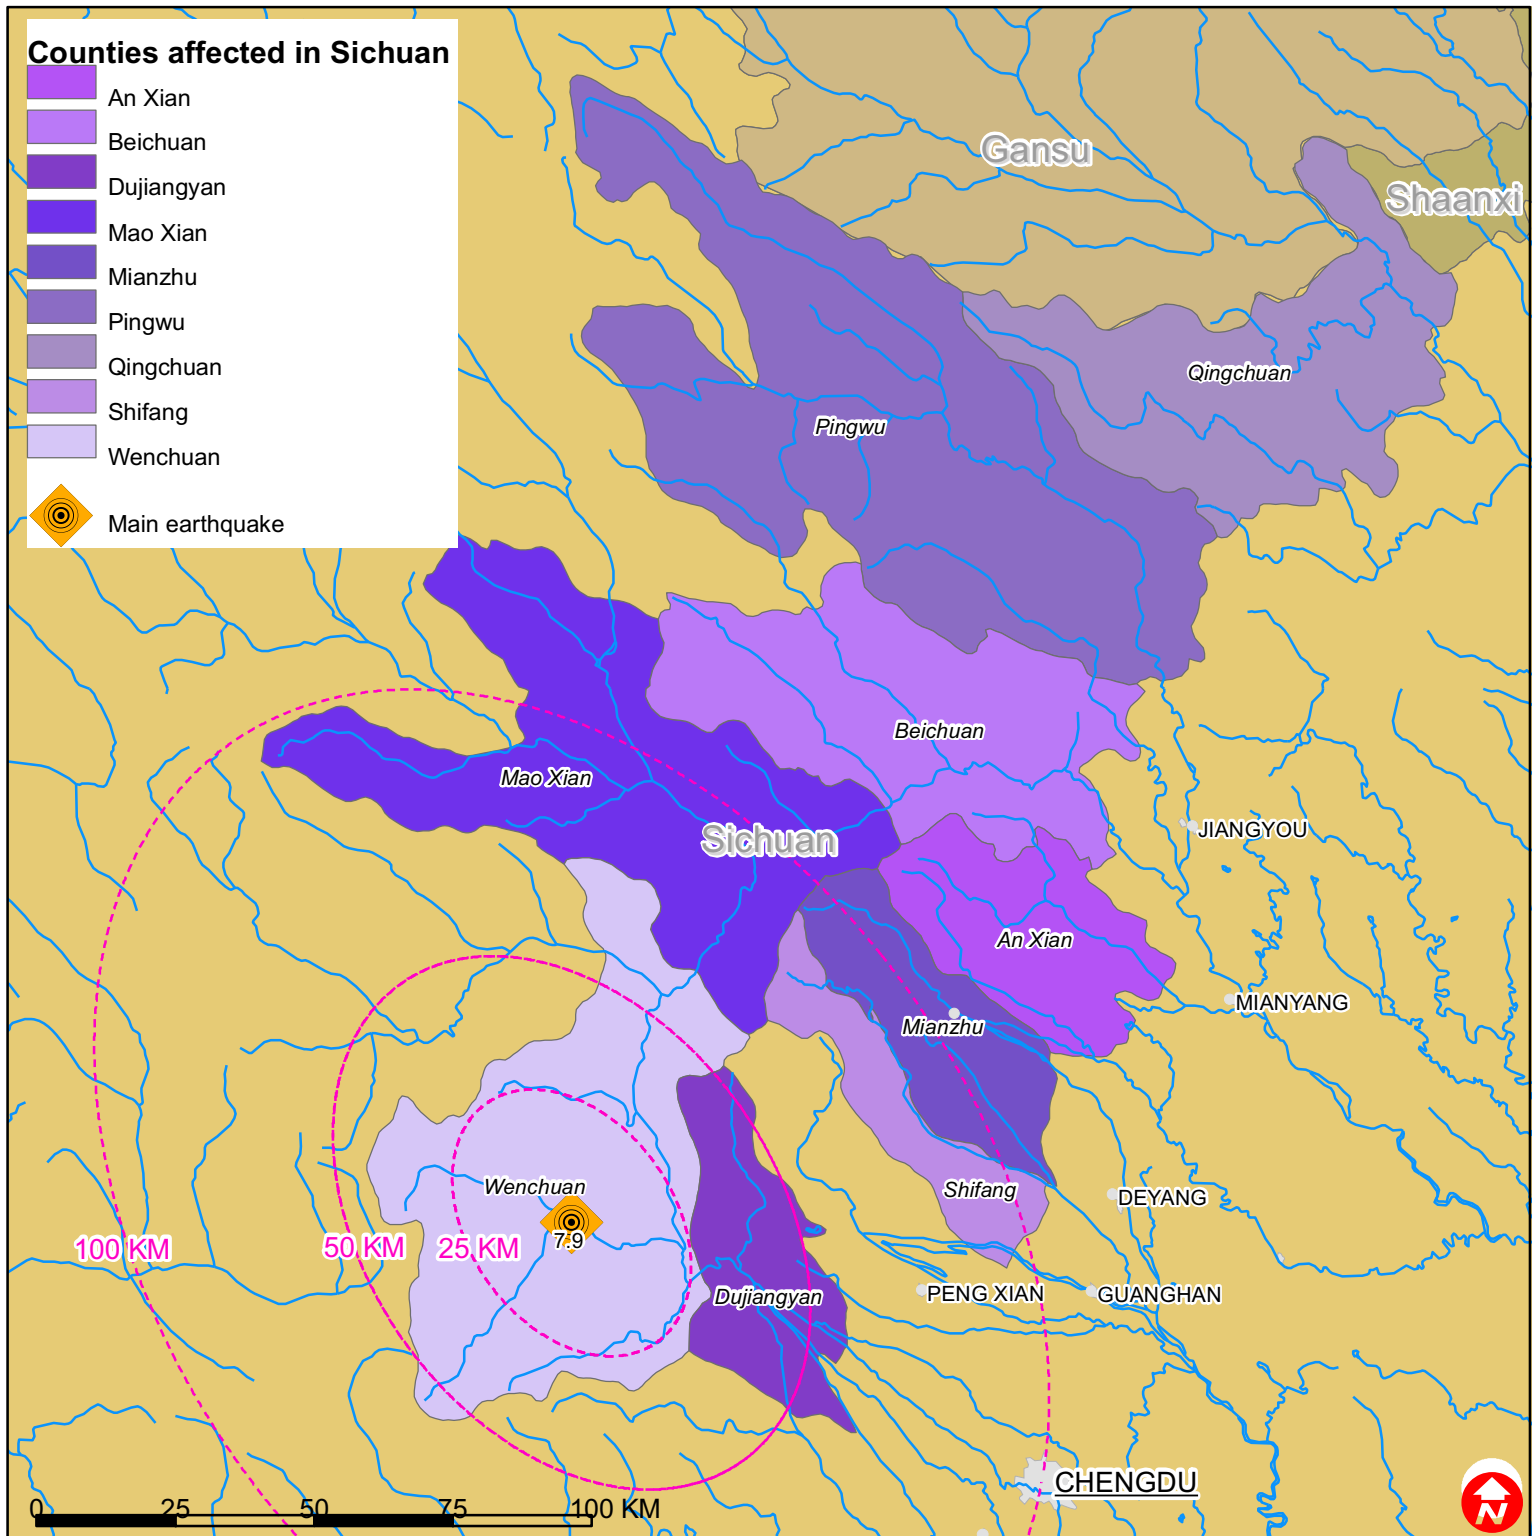 Counties affected in Sichuan
An Xian
Beichuan
Dujiangyan
Mao Xian
Mianzhu
Pingwu
Qingchuan
Shifang
Wenchuan
Main earthquake
Gansu
Shaanxi
Qingchuan
Pingwu
Beichuan
Mao Xian
Sichuan
JIANGYOU
An Xian
MIANYANG
Mianzhu
Wenchuan
Shifang
DEYANG
7.9
100 KM
50 KM
25 KM
Dujiangyan
PENG XIAN
GUANGHAN
CHENGDU
0 25 50 75 100 KM
N